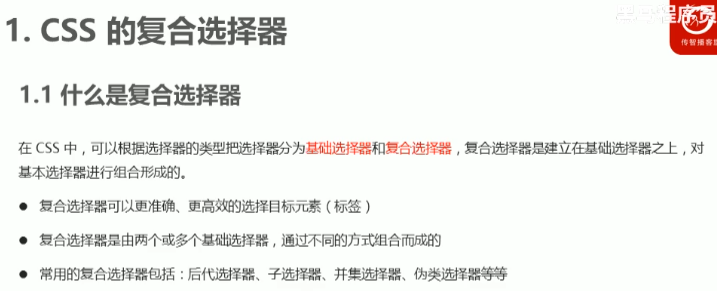 1. CSS 的复合选择器
传智播客旗
1.1 什么是复合选择器
在 CSS 中，可以根据选择器的类型把选择器分为基础选择器和复合选择器，复合选择器是建立在基础选择器之上，对
基本选择器进行组合形成的。
● 复合选择器可以更准确、更高效的选择目标元素（标签）
● 复合选择器是由两个或多个基础选择器，通过不同的方式组合而成的
● 常用的复合选择器包括：后代选择器、子选择器、并集选择器、伪类选择器等等